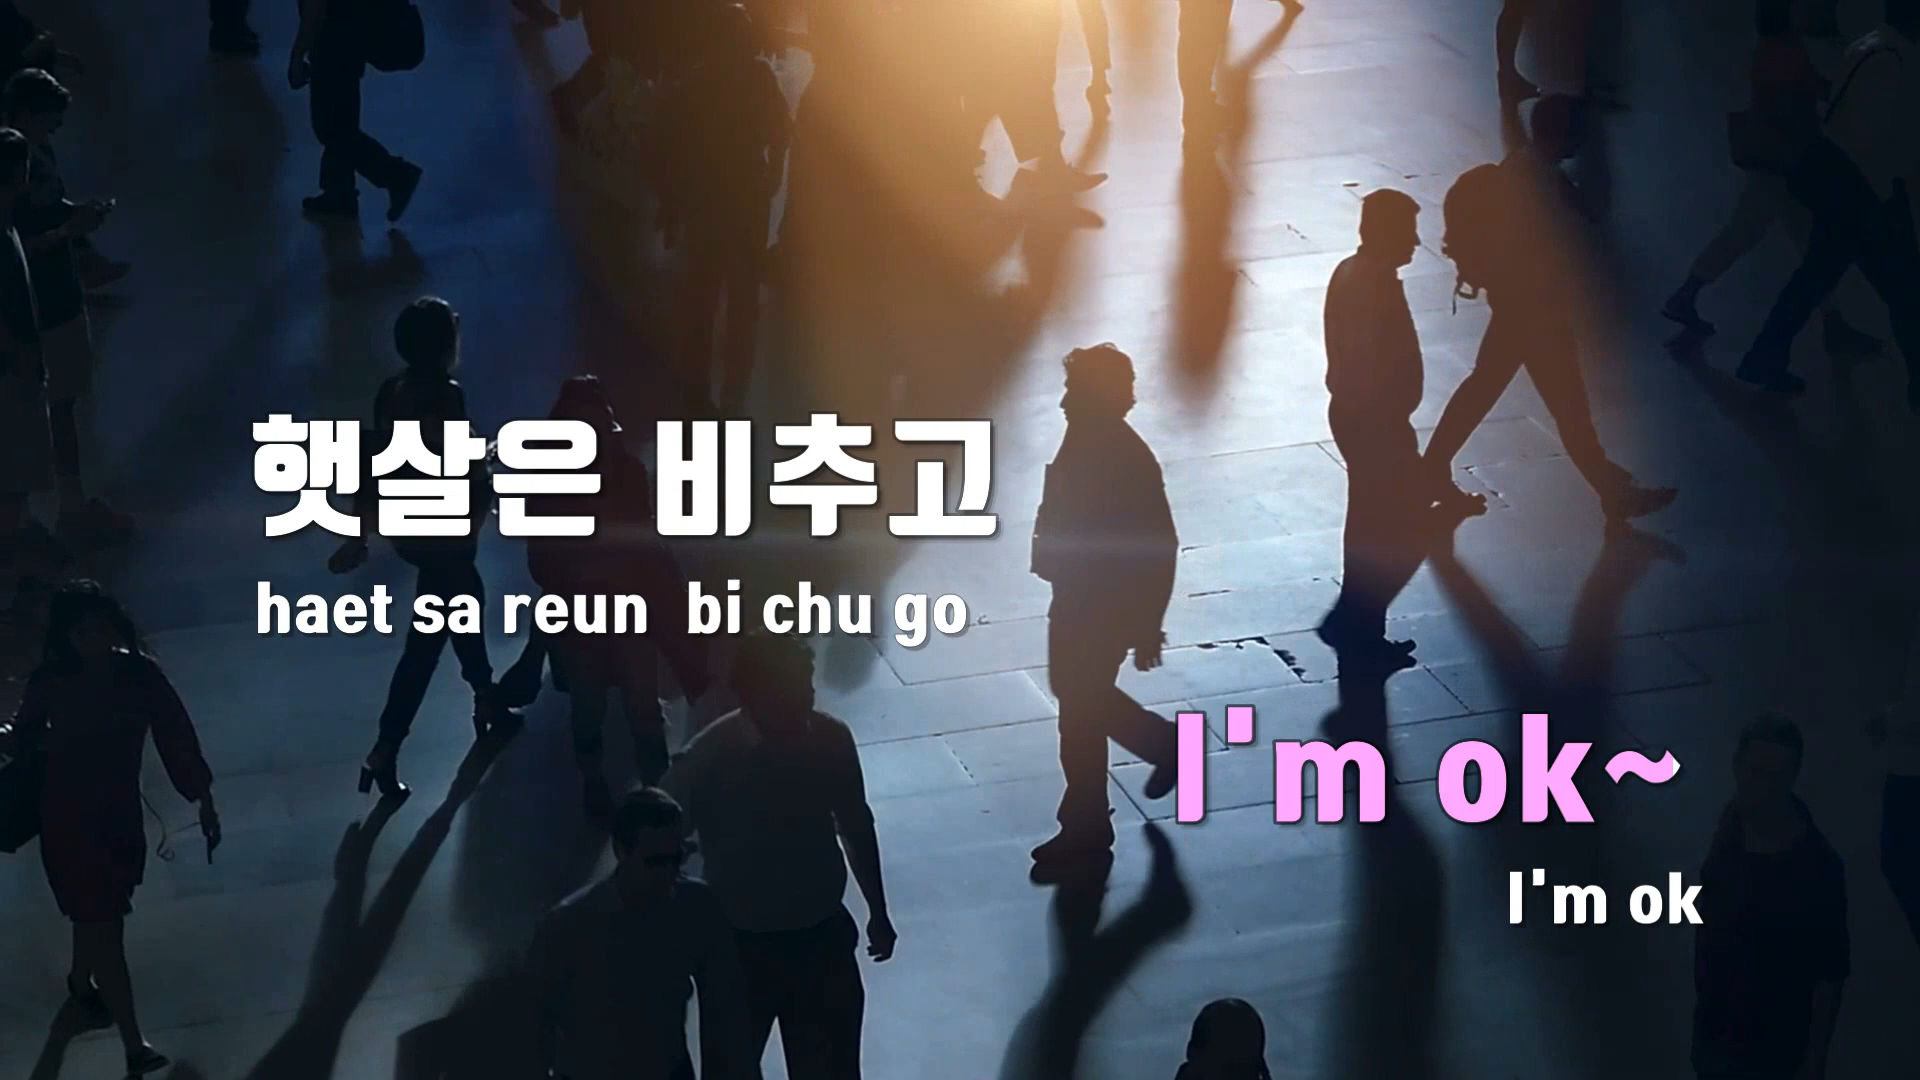 햇살은 비추고
haet sa reun bi chu go
I'm ok~
I'm ok